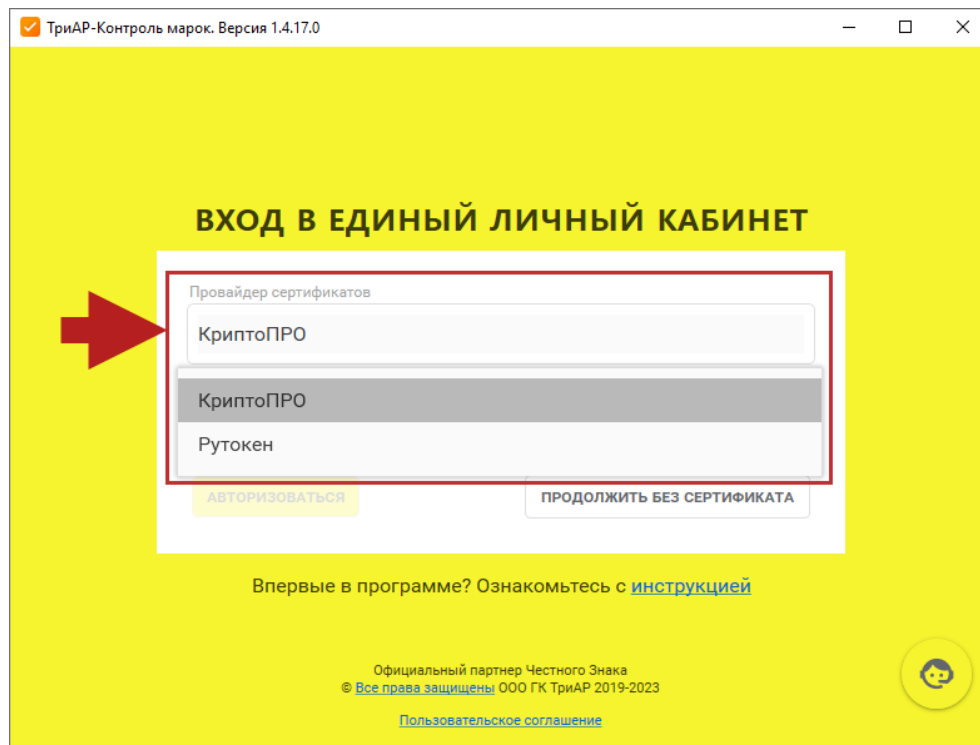 ТриАР-Контроль марок. Версия 1.4.17.0
ВХОД В ЕДИНЫЙ ЛИЧНЫЙ КАБИНЕТ
Провайдер сертификатов
КриптоПРО
КриптоПРО
Рутокен
АВТОРИЗОВАТЬСЯ
ПРОДОЛЖИТЬ БЕЗ СЕРТИФИКАТА
Впервые в программе? Ознакомьтесь с инструкцией
Официальный партнер Честного Знака
© Все права защищены ООО ГК ТриАР 2019-2023
Пользовательское соглашение